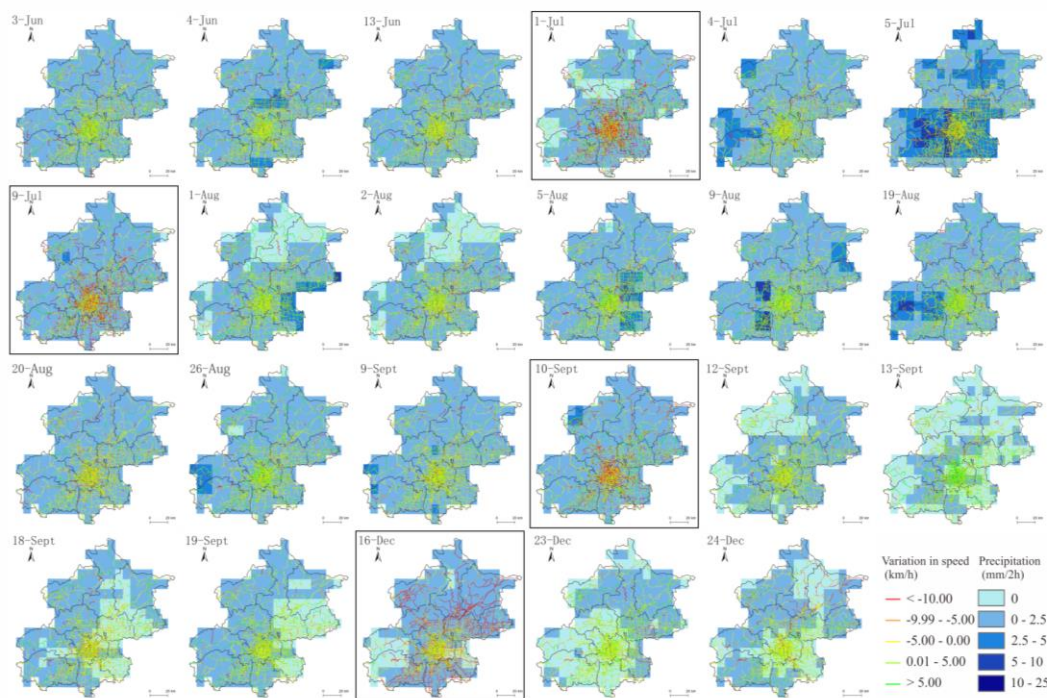 3-Jun
4-Jun
13-Jun
1-Jul
4-Jul
5-Jul
9-Jul
1-Aug
2-Aug
5-Aug
9-Aug
19-Aug
20-Aug
26-Aug
9-Sept
10-Sept
12-Sept
13-Sept
18-Sept
19-Sept
16-Dec
23-Dec
24-Dec
Variation in speed (km/h)
< -10.00
-9.99 - -5.00
-5.00 - 0.00
0.01 - 5.00
> 5.00
Precipitation (mm/2h)
0
0 - 2.5
2.5 - 5
5 - 10
10 - 25